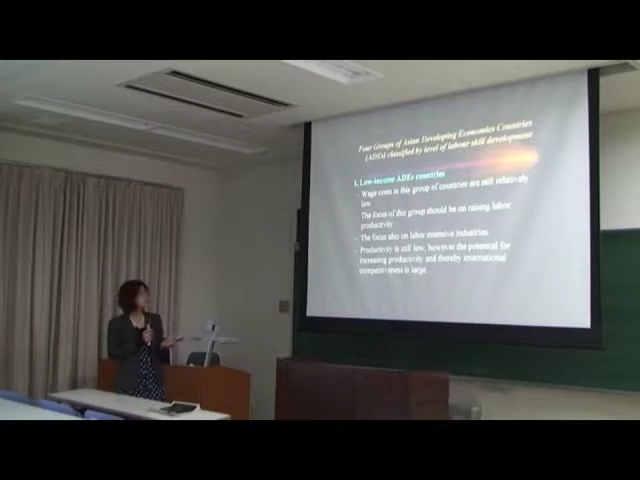 Four Groups of Asian Developing Economies Countries
(ADEs) classified by level of labour skill development
1. Low-income ADEs countries
- Wage costs in this group of countries are still relatively
low.
- The focus of this group should be on raising labor
productivity
- The focus also on labor intensive industries.
- Productivity is still low, however the potential for
increasing productivity and thereby international
competitiveness is large.